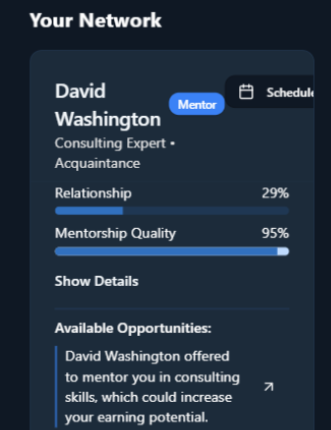 Your Network
David
Washington
Mentor
Consulting Expert •
Acquaintance
Relationship 29%
Mentorship Quality 95%
Show Details
Available Opportunities:
David Washington offered
to mentor you in consulting
skills, which could increase
your earning potential.